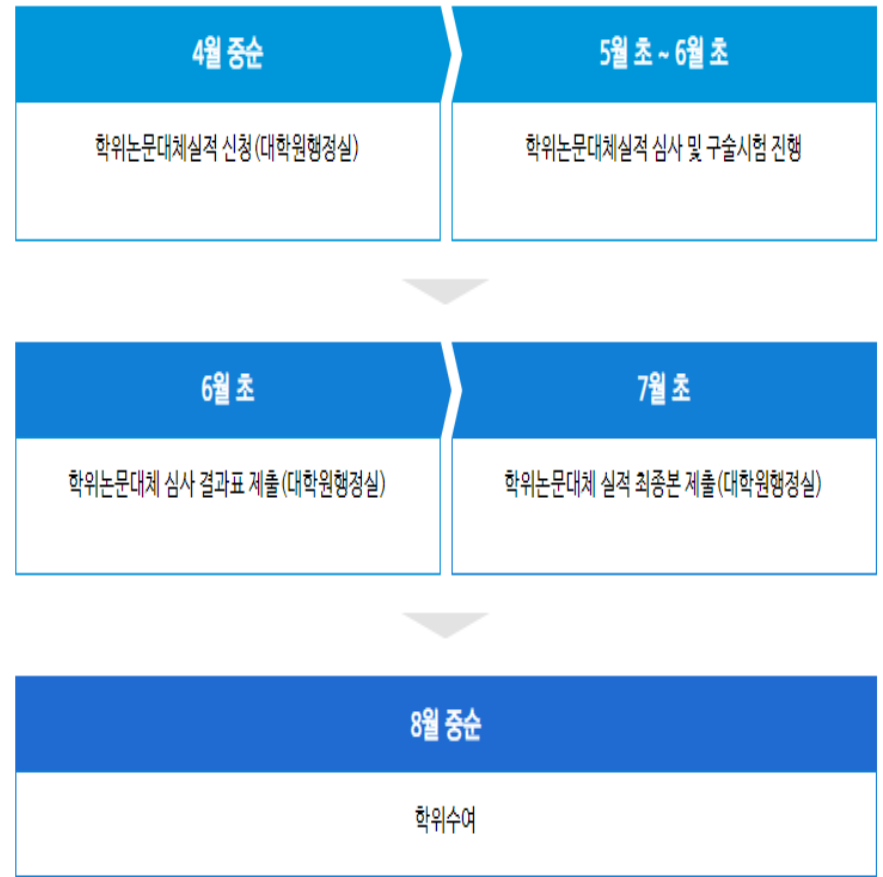 4월 중순
5월 초 ~ 6월 초
학위논문대체실적 신청(대학원행정실)
학위논문대체실적 심사 및 구술시험 진행
6월 초
7월 초
학위논문대체 심사 결과표 제출(대학원행정실)
학위논문대체 실적 최종본 제출(대학원행정실)
8월 중순
학위수여